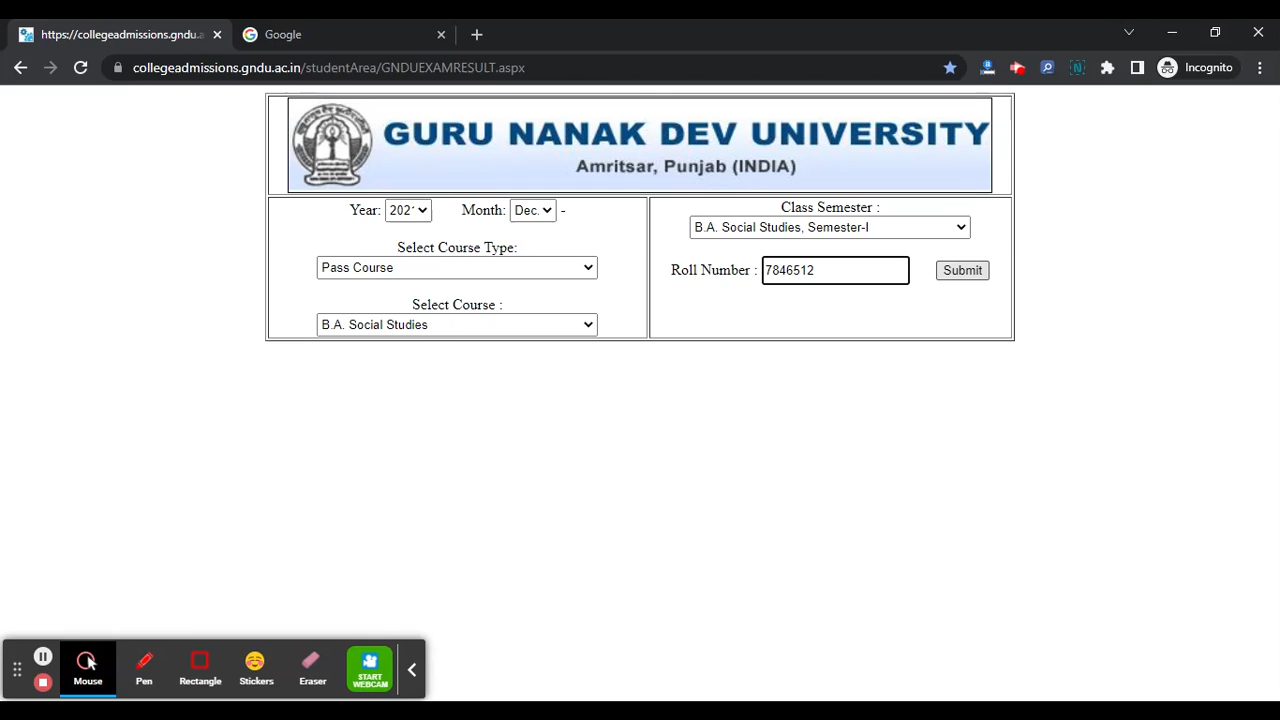 https://collegeadmissions.gndu.a
Google
collegeadmissions.gndu.ac.in/studentArea/GNDUEXAMRESULT.aspx
Incognito
GURU NANAK DEV UNIVERSITY
Amritsar, Punjab (INDIA)
Year: 2021 Month: Dec. -
Select Course Type:
Pass Course
Select Course :
B.A. Social Studies
Class Semester :
B.A. Social Studies, Semester-I
Roll Number : 7846512 Submit
Mouse
Pen
Rectangle
Stickers
Eraser
START
WEBCAM